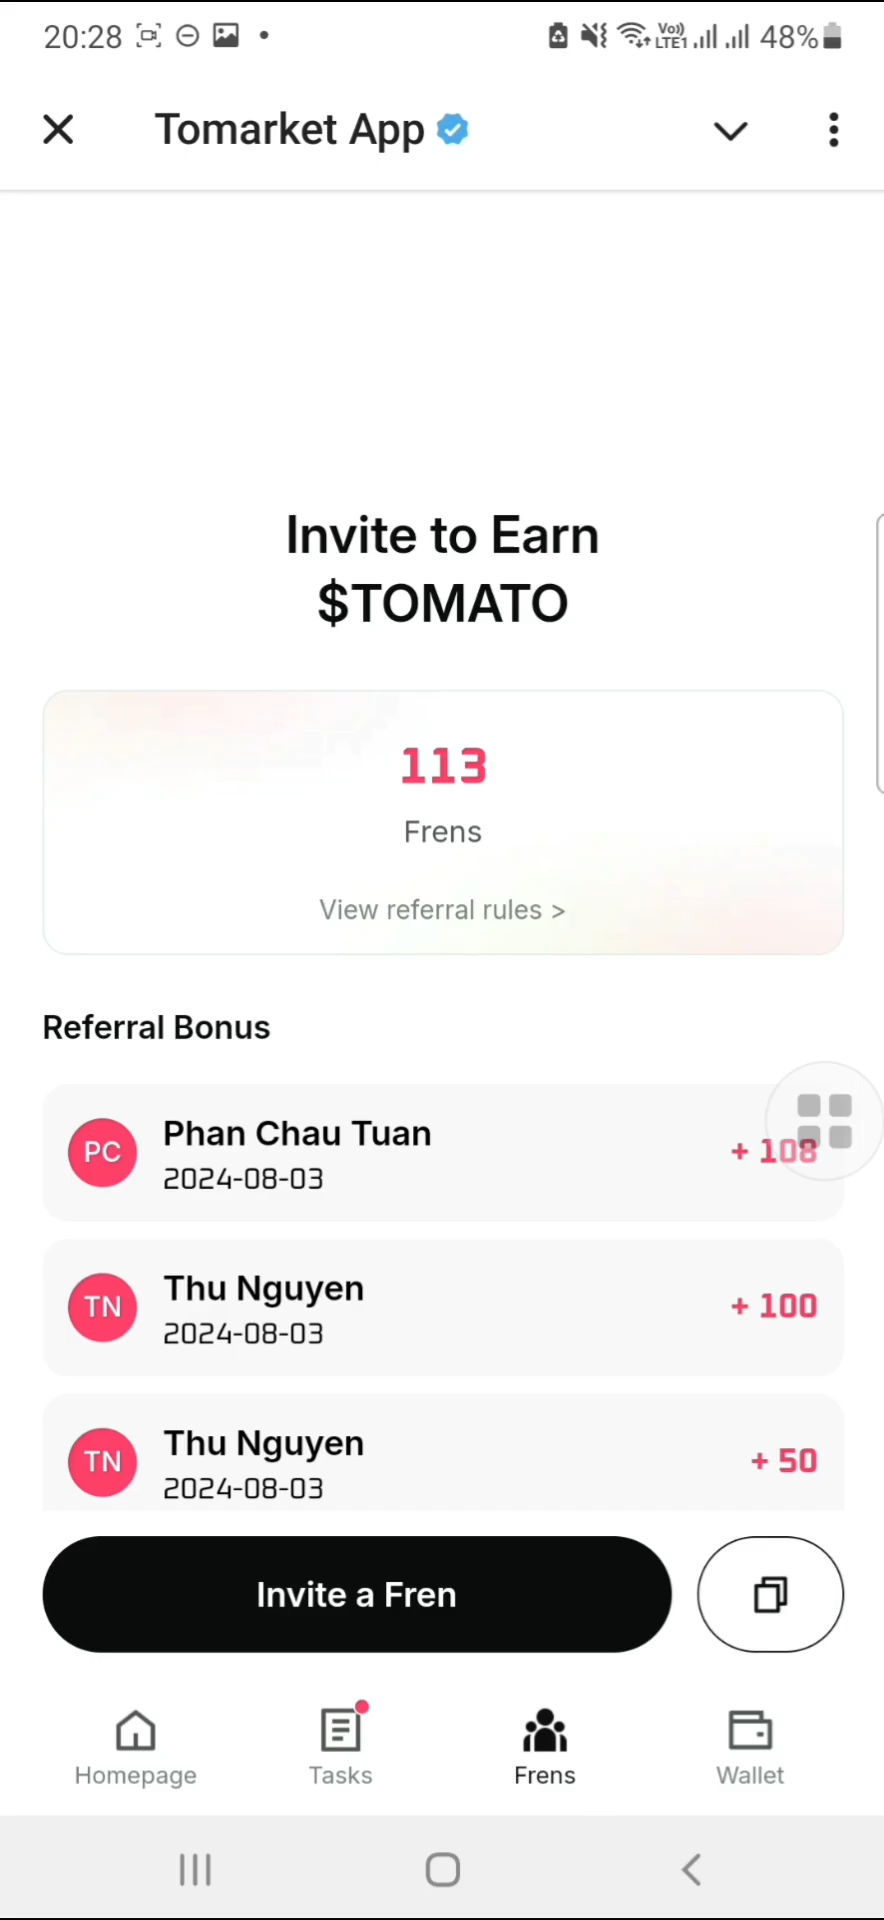 20:28
Vo))
LTE1
48%
Tomarket App
Invite to Earn
$TOMATO
113
Frens
View referral rules >
Referral Bonus
PC
Phan Chau Tuan
2024-08-03
+ 108
TN
Thu Nguyen
2024-08-03
+ 100
TN
Thu Nguyen
2024-08-03
+ 50
Invite a Fren
Homepage
Tasks
Frens
Wallet